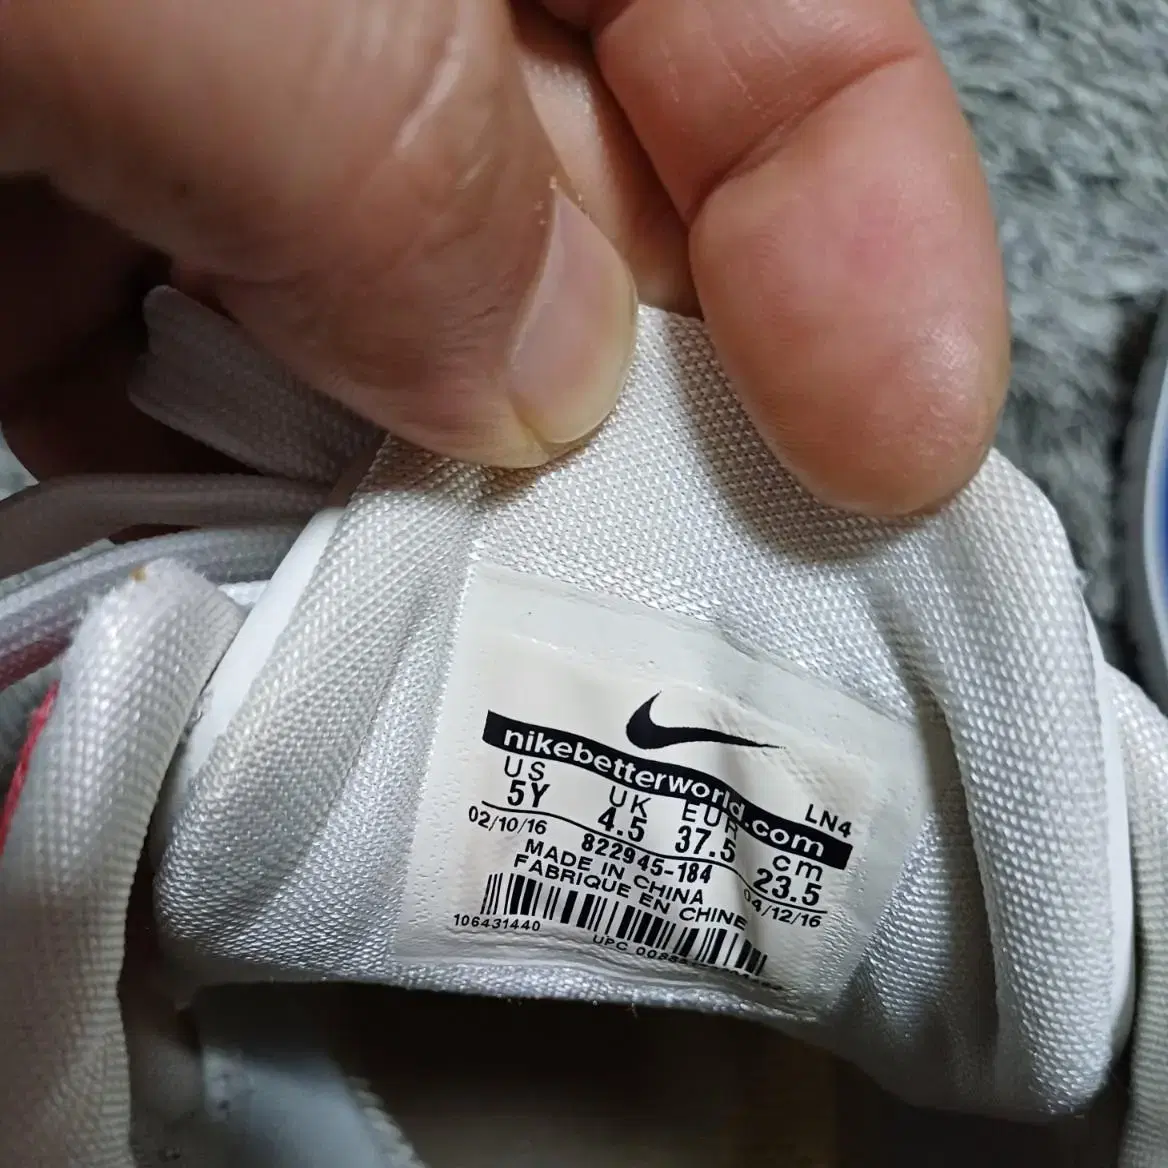 nikebetterworld.com
LN4
US UK EUR cm
5Y 4.5 37.5 23.5
02/10/16 822945-184 04/12/16
MADE IN CHINA
FABRIQUE EN CHINE
106431440 UPC